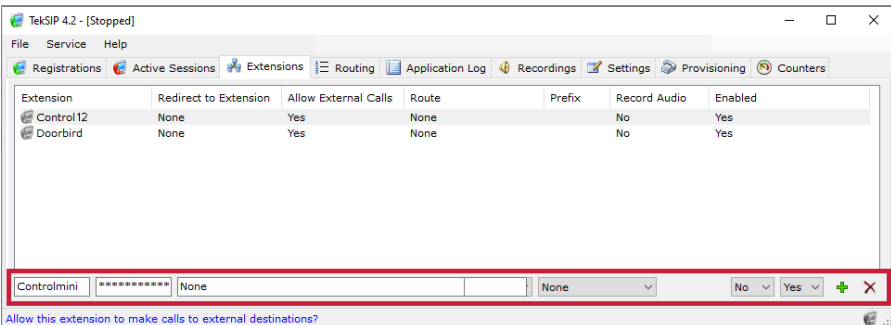 TekSIP 4.2 - [Stopped]
File Service Help
Registrations Active Sessions Extensions Routing Application Log Recordings Settings Provisioning Counters
Extension Redirect to Extension Allow External Calls Route Prefix Record Audio Enabled
Control12 None Yes None No Yes
Doorbird None Yes None No Yes
Controlmini *********** None None No Yes
Allow this extension to make calls to external destinations?